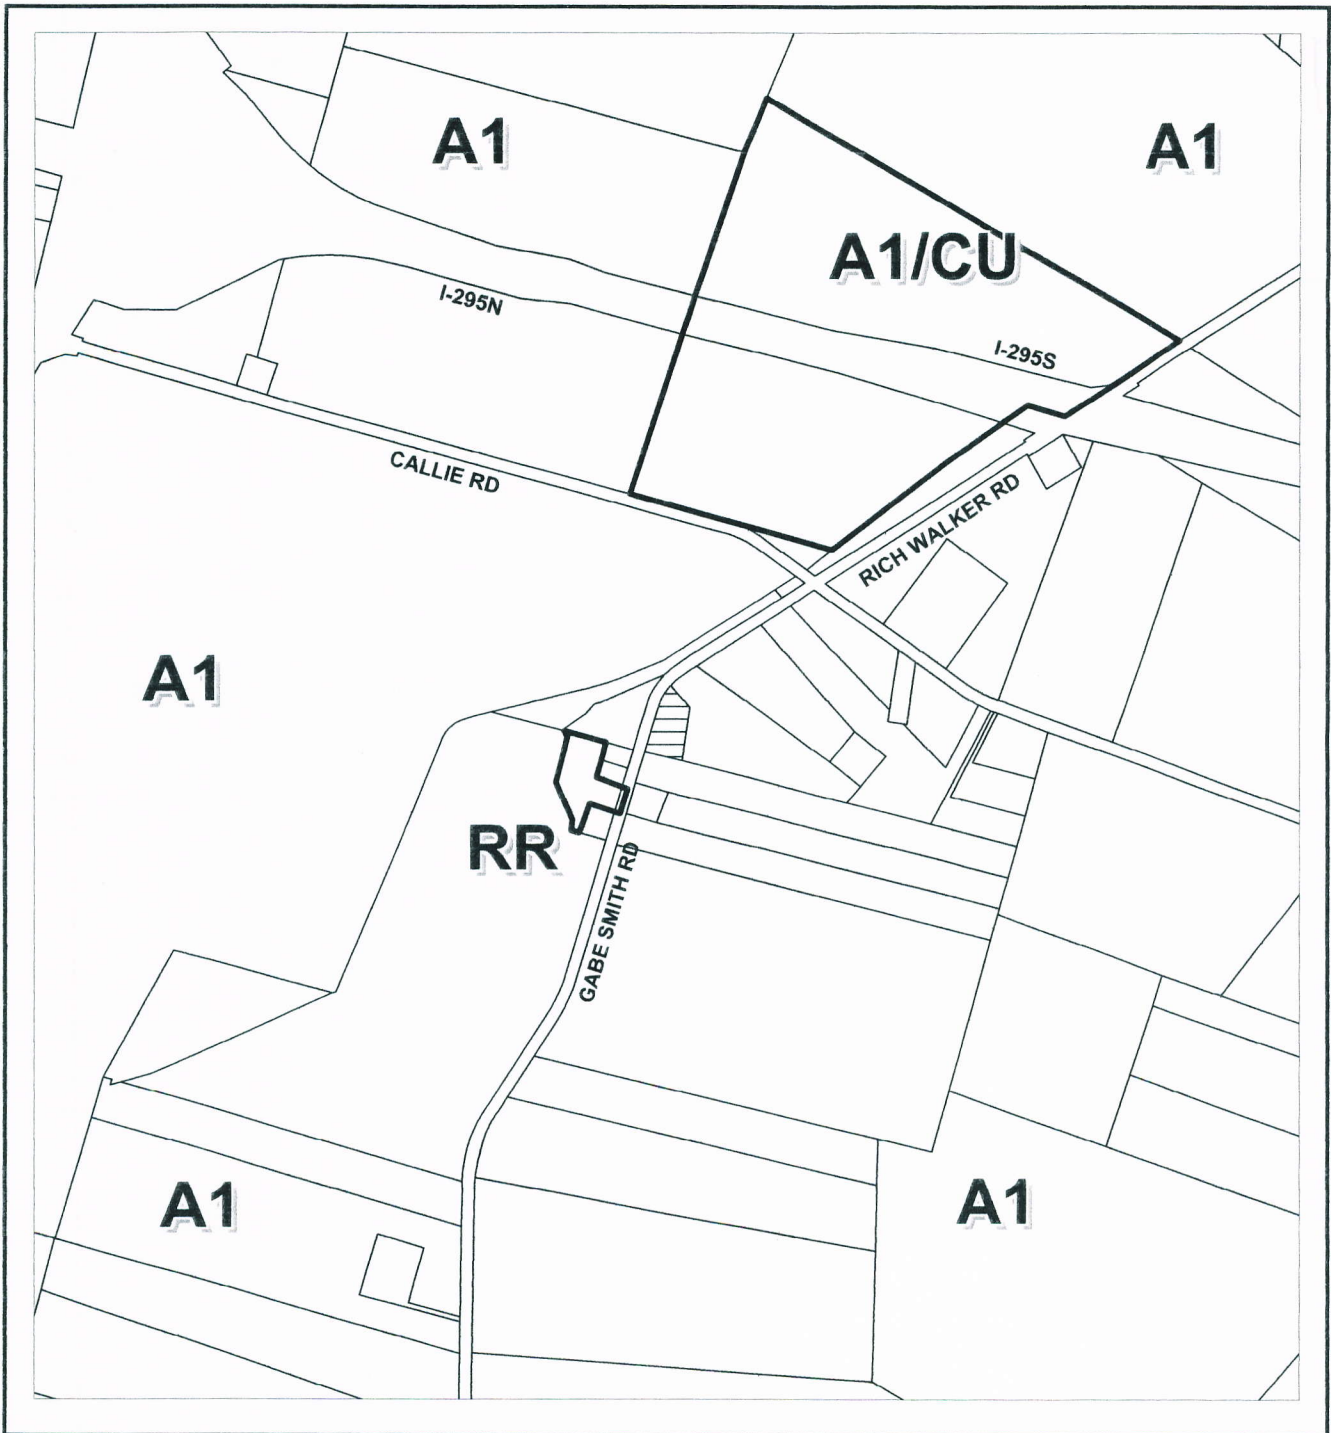 A1
A1
A1/CU
I-295N
I-295S
CALLIE RD
RICH WALKER RD
A1
RR
GABE SMITH RD
A1
A1